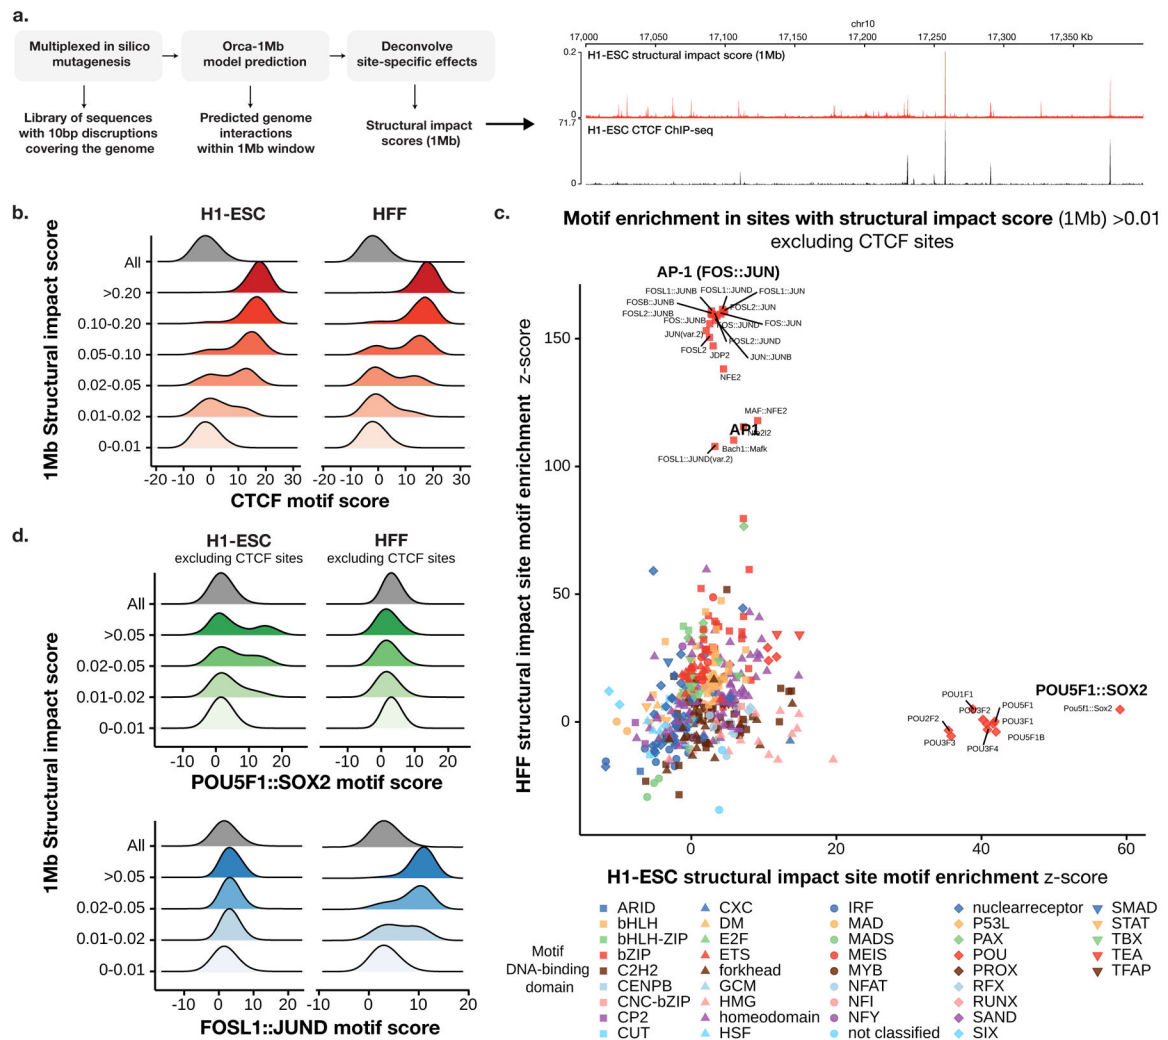 a.
Multiplexed in silico
mutagenesis
Orca-1Mb
model prediction
Deconvolve
site-specific effects
Library of sequences
with 10bp disruptions
covering the genome
Predicted genome
interactions
within 1Mb window
Structural impact
scores (1Mb)
chr10
17,000 17,050 17,100 17,150 17,200 17,250 17,290 17,350 Kb
0.2
H1-ESC structural impact score (1Mb)
0
71.7
H1-ESC CTCF ChIP-seq
0
b.
H1-ESC HFF
1Mb Structural impact score
All
>0.20
0.10-0.20
0.05-0.10
0.02-0.05
0.01-0.02
0-0.01
-20 -10 0 10 20 30 -20 -10 0 10 20 30
CTCF motif score
c.
Motif enrichment in sites with structural impact score (1Mb) >0.01
excluding CTCF sites
HFF structural impact site motif enrichment z-score
150
100
50
0
AP-1 (FOS::JUN)
FOSL1::JUNB FOSL1::JUND FOSL1::JUN
FOSB::JUNB FOSL2::JUN
FOSL2::JUNB
FOS::JUNB FOS::JUND FOS::JUN
JUN(var.2) FOSL2::JUND
FOSL2 JDP2 JUN::JUNB
NFE2
MAF::NFE2
AP1
Bach1::Mafk
FOSL1::JUND(var.2)
POU5F1::SOX2
POU1F1 POU5F1 Pou5f1::Sox2
POU3F2
POU2F2 POU3F1
POU3F3 POU3F4 POU5F1B
0 20 40 60
H1-ESC structural impact site motif enrichment z-score
Motif
DNA-binding
domain
ARID CXC IRF nuclearreceptor SMAD
bHLH DM MAD P53L STAT
bHLH-ZIP E2F MADS PAX TBX
bZIP ETS MEIS POU TEA
C2H2 forkhead MYB PROX TFAP
CENPB GCM NFAT RFX
CNC-bZIP HMG NFI RUNX
CP2 homeodomain NFY SAND
CUT HSF not classified SIX
d.
H1-ESC HFF
excluding CTCF sites excluding CTCF sites
1Mb Structural impact score
All
>0.05
0.02-0.05
0.01-0.02
0-0.01
-10 0 10 20 -10 0 10 20
POU5F1::SOX2 motif score
All
>0.05
0.02-0.05
0.01-0.02
0-0.01
-10 0 10 20 -10 0 10 20
FOSL1::JUND motif score